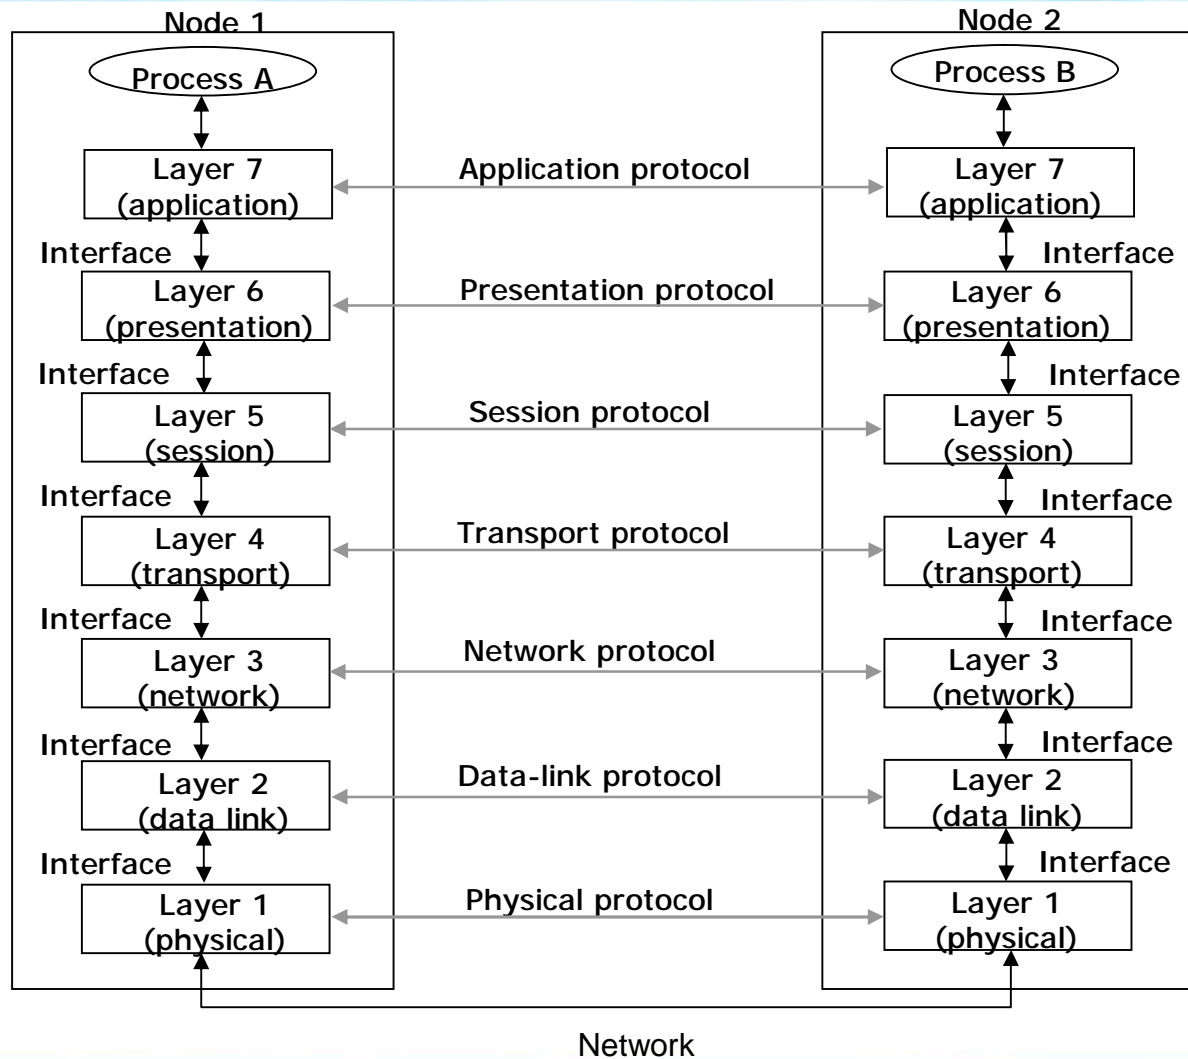 Node 1
Node 2
Process A
Process B
Layer 7
(application)
Application protocol
Layer 7
(application)
Interface
Interface
Layer 6
(presentation)
Presentation protocol
Layer 6
(presentation)
Interface
Interface
Layer 5
(session)
Session protocol
Layer 5
(session)
Interface
Interface
Layer 4
(transport)
Transport protocol
Layer 4
(transport)
Interface
Interface
Layer 3
(network)
Network protocol
Layer 3
(network)
Interface
Interface
Layer 2
(data link)
Data-link protocol
Layer 2
(data link)
Interface
Interface
Layer 1
(physical)
Physical protocol
Layer 1
(physical)
Network